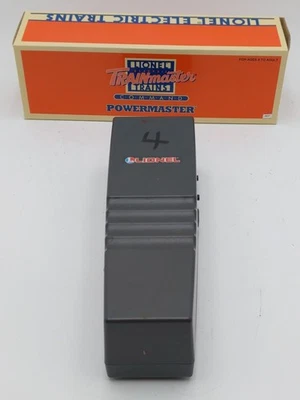 LIONEL ELECTRIC TRAINS
LIONEL
TRAINmaster
TRAINS
COMMAND
POWERMASTER
4
LIONEL